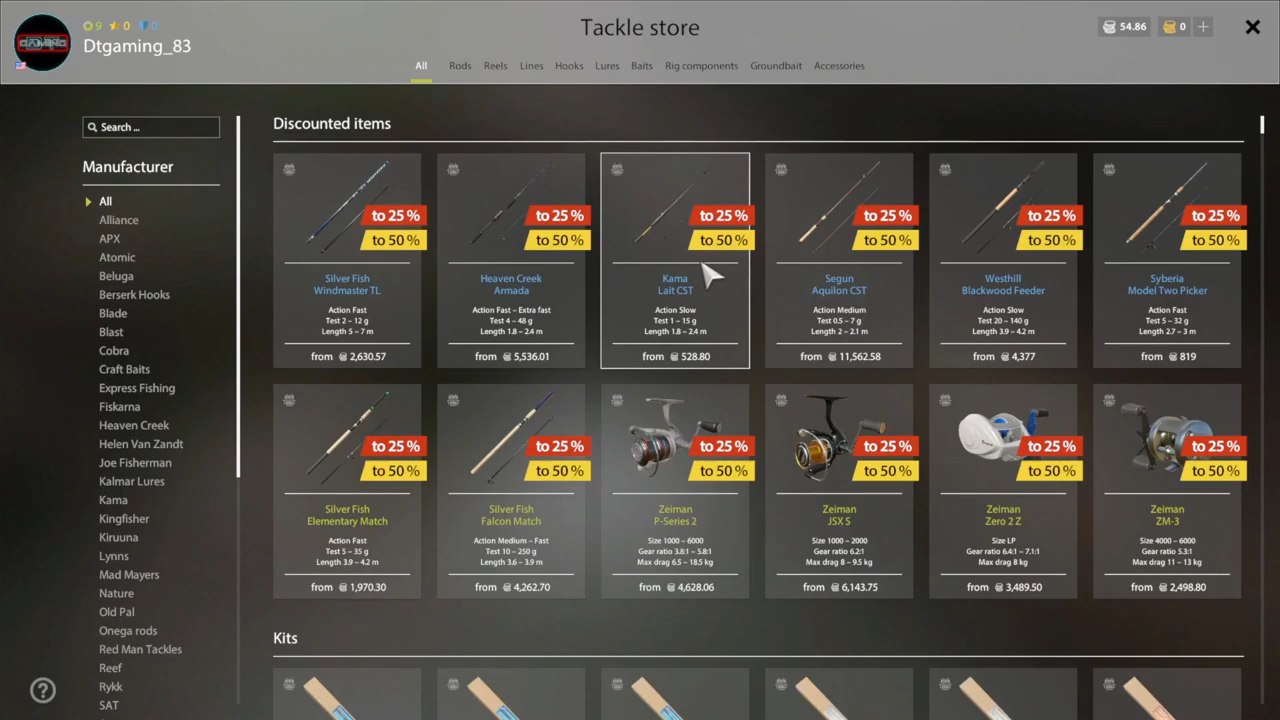 9 0 0
Dtgaming_83
Tackle store
54.86 0 +
All Rods Reels Lines Hooks Lures Baits Rig components Groundbait Accessories
Search ...
Manufacturer
All
Alliance
APX
Atomic
Beluga
Berserk Hooks
Blade
Blast
Cobra
Craft Baits
Express Fishing
Fiskarna
Heaven Creek
Helen Van Zandt
Joe Fisherman
Kalmar Lures
Kama
Kingfisher
Kiruuna
Lynns
Mad Mayers
Nature
Old Pal
Onega rods
Red Man Tackles
Reef
Rykk
SAT
Discounted items
to 25 %
to 50 %
Silver Fish
Windmaster TL
Action Fast
Test 2 – 12 g
Length 5 – 7 m
from 2,630.57
to 25 %
to 50 %
Heaven Creek
Armada
Action Fast – Extra fast
Test 4 – 48 g
Length 1.8 – 2.4 m
from 5,536.01
to 25 %
to 50 %
Kama
Lait CST
Action Slow
Test 1 – 15 g
Length 1.8 – 2.4 m
from 528.80
to 25 %
to 50 %
Segun
Aquilon CST
Action Medium
Test 0.5 – 7 g
Length 2 – 2.1 m
from 11,562.58
to 25 %
to 50 %
Westhill
Blackwood Feeder
Action Slow
Test 20 – 140 g
Length 3.9 – 4.2 m
from 4,377
to 25 %
to 50 %
Syberia
Model Two Picker
Action Fast
Test 5 – 32 g
Length 2.7 – 3 m
from 819
to 25 %
to 50 %
Silver Fish
Elementary Match
Action Fast
Test 5 – 35 g
Length 3.9 – 4.2 m
from 1,970.30
to 25 %
to 50 %
Silver Fish
Falcon Match
Action Medium – Fast
Test 10 – 250 g
Length 3.6 – 3.9 m
from 4,262.70
to 25 %
to 50 %
Zeiman
P-Series 2
Size 1000 – 6000
Gear ratio 3.8:1 – 5.8:1
Max drag 6.5 – 18.5 kg
from 4,628.06
to 25 %
to 50 %
Zeiman
JSX S
Size 1000 – 2000
Gear ratio 6.2:1
Max drag 8 – 9.5 kg
from 6,143.75
to 25 %
to 50 %
Zeiman
Zero 2 Z
Size LP
Gear ratio 6.4:1 – 7.1:1
Max drag 8 kg
from 3,489.50
to 25 %
to 50 %
Zeiman
ZM-3
Size 4000 – 6000
Gear ratio 5.3:1
Max drag 11 – 13 kg
from 2,498.80
Kits
?